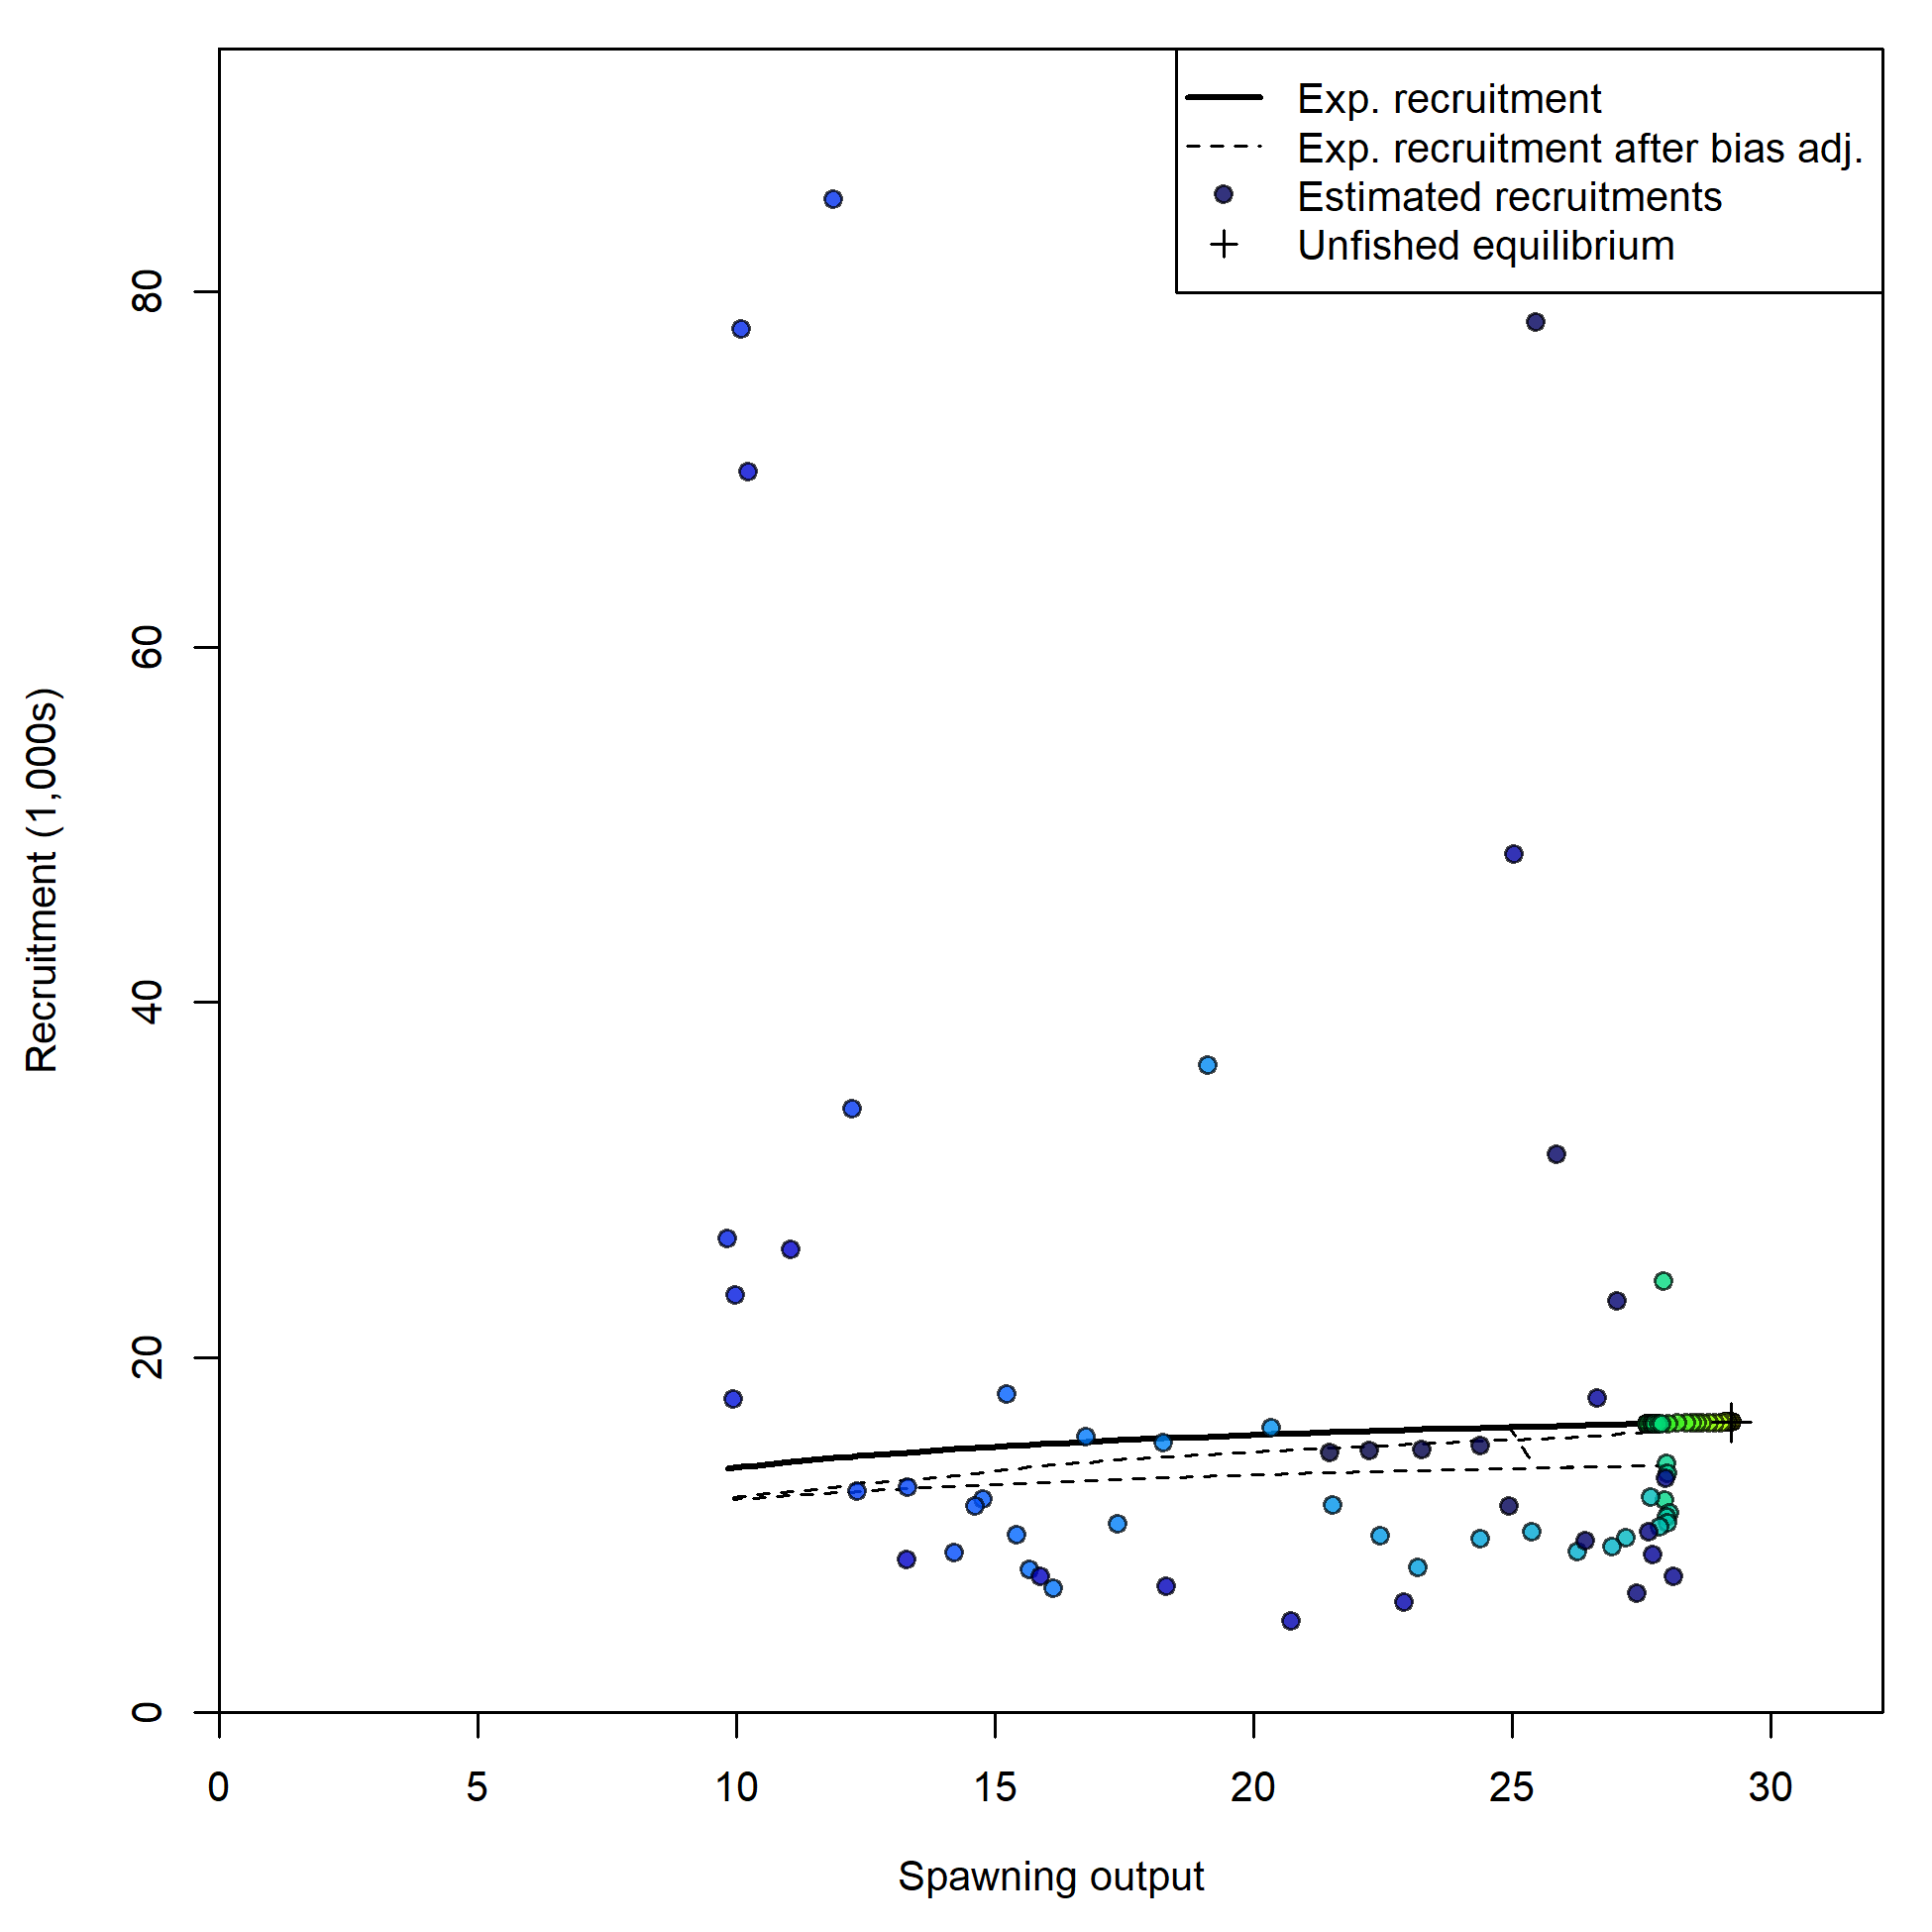 Exp. recruitment
Exp. recruitment after bias adj.
Estimated recruitments
Unfished equilibrium
80
60
40
20
0
Recruitment (1,000s)
0 5 10 15 20 25 30
Spawning output